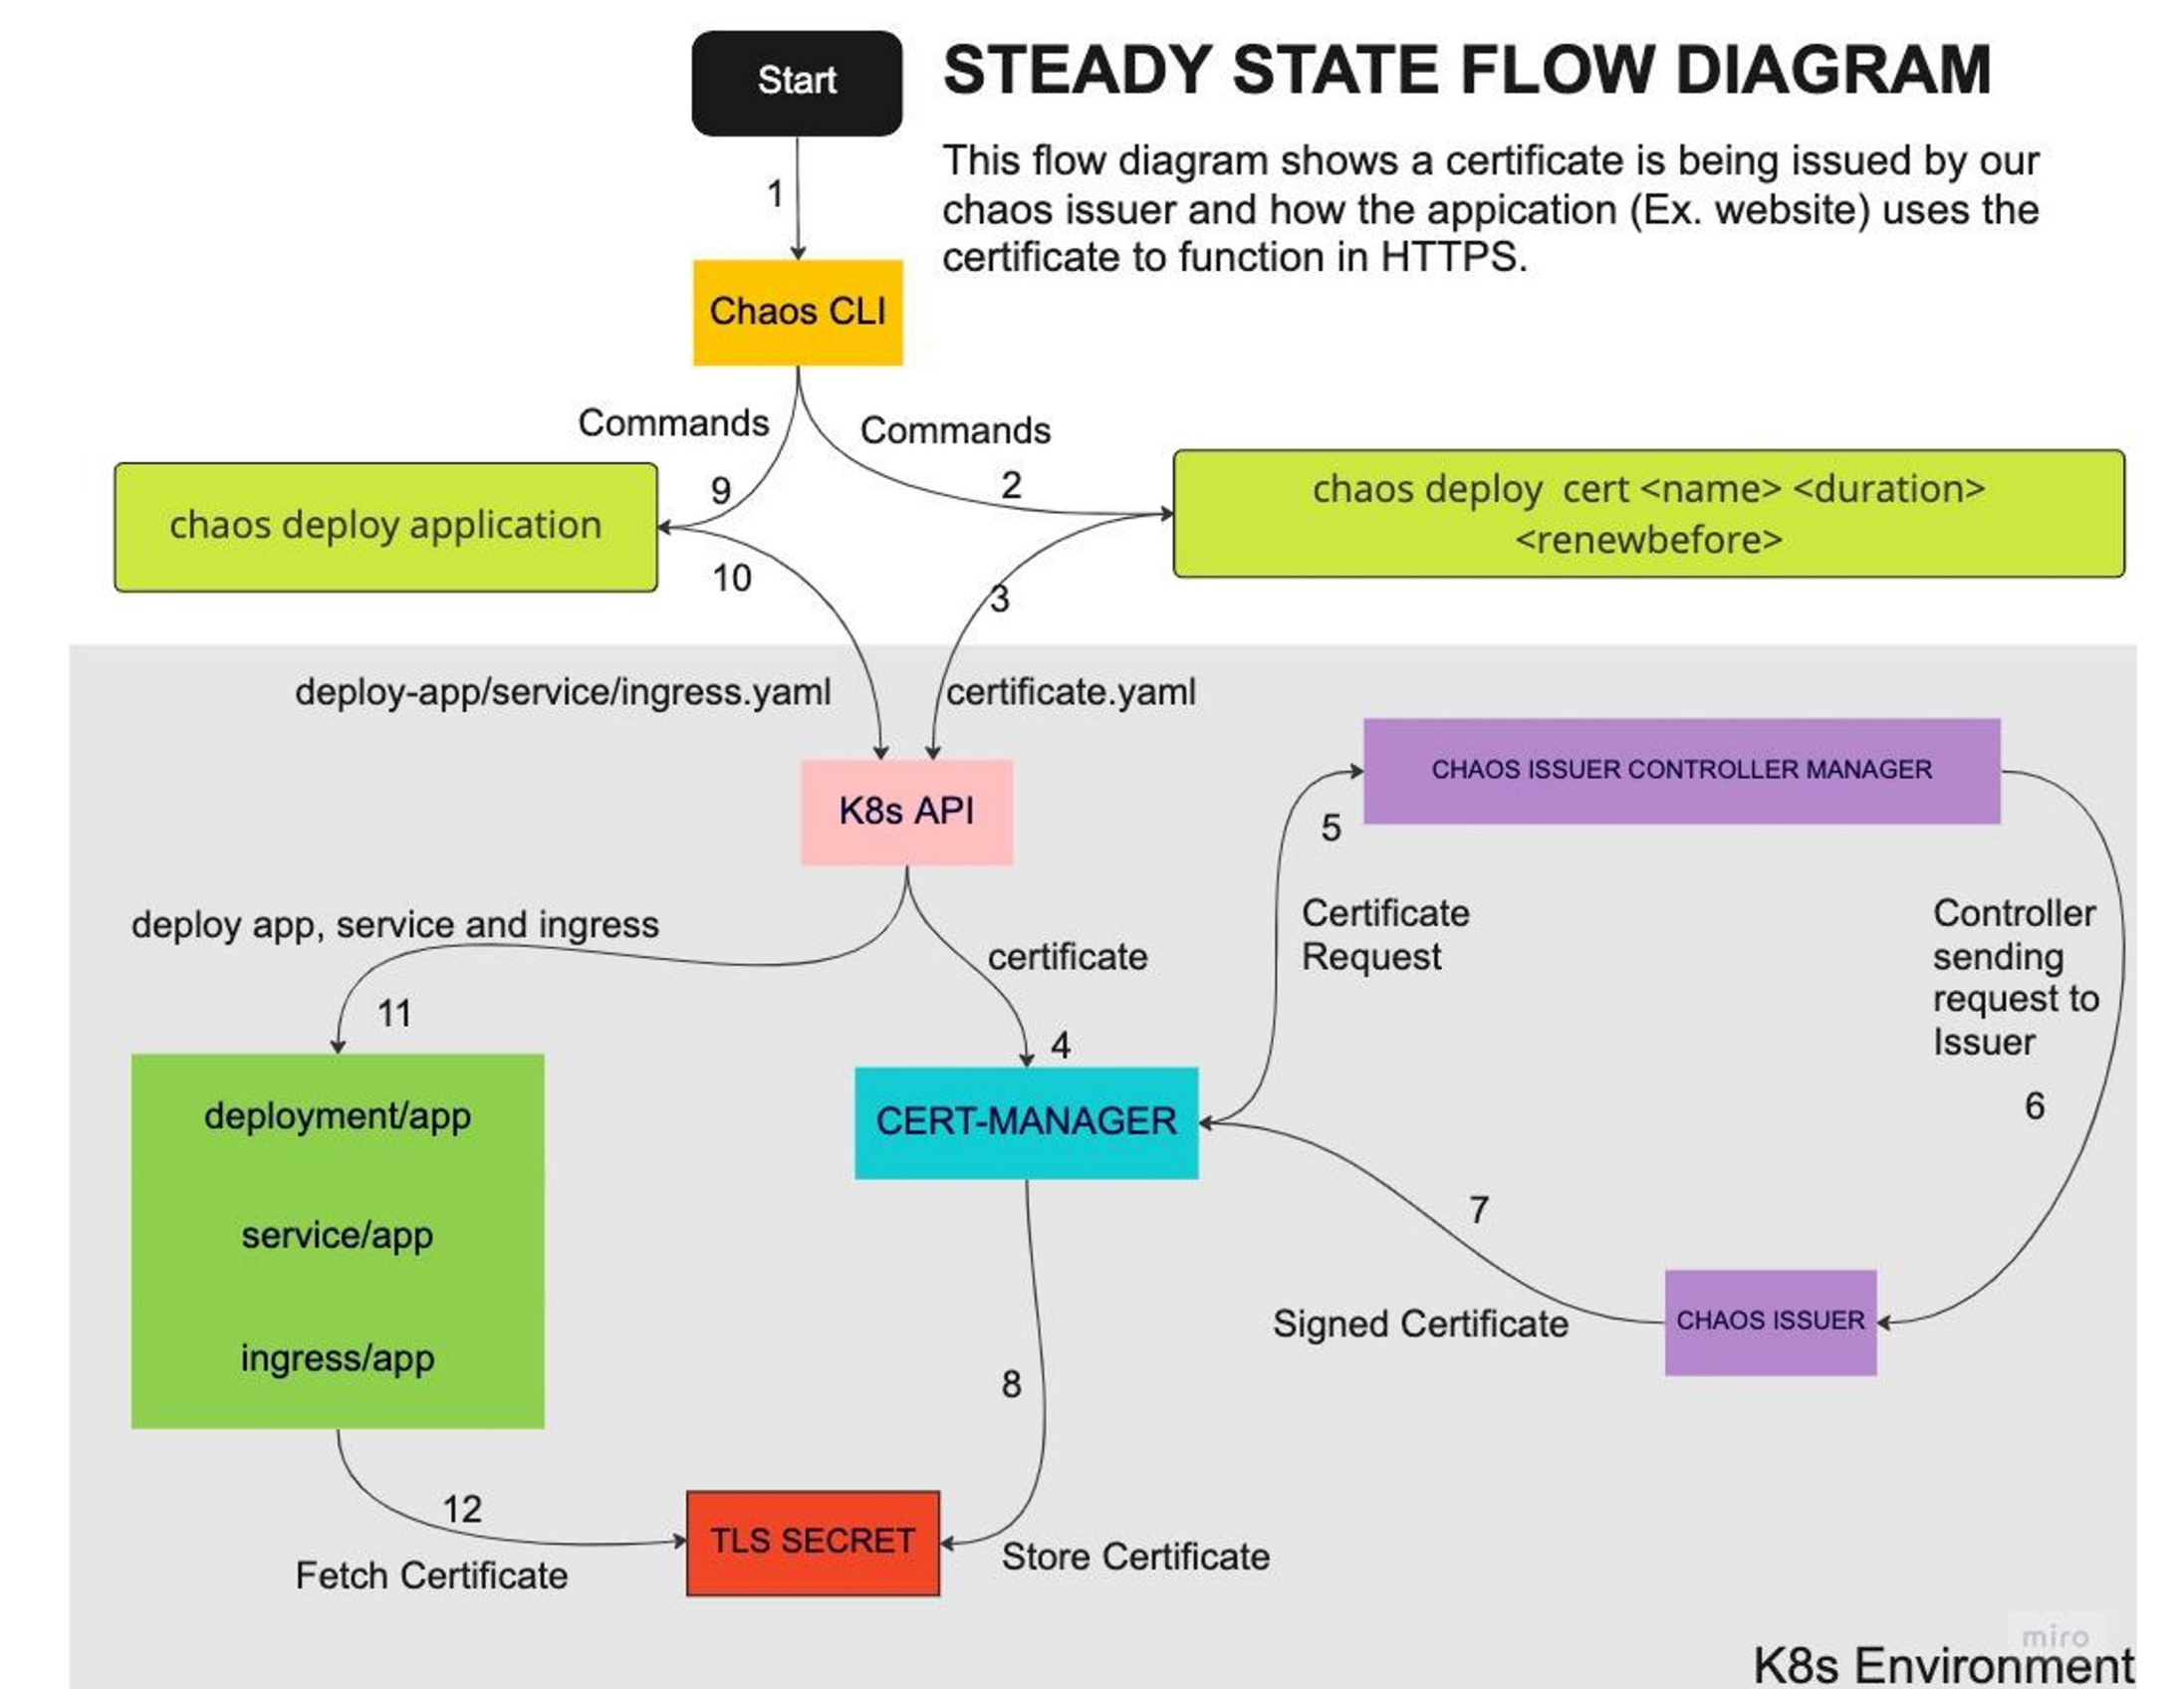 Start
STEADY STATE FLOW DIAGRAM
This flow diagram shows a certificate is being issued by our
chaos issuer and how the appication (Ex. website) uses the
certificate to function in HTTPS.
1
Chaos CLI
Commands
Commands
9
2
chaos deploy application
chaos deploy  cert <name> <duration>
<renewbefore>
10
3
deploy-app/service/ingress.yaml
certificate.yaml
K8s API
CHAOS ISSUER CONTROLLER MANAGER
5
deploy app, service and ingress
certificate
Certificate
Request
Controller
sending
request to
Issuer
11
4
6
deployment/app
service/app
ingress/app
CERT-MANAGER
7
Signed Certificate
CHAOS ISSUER
8
12
Fetch Certificate
TLS SECRET
Store Certificate
miro
K8s Environment